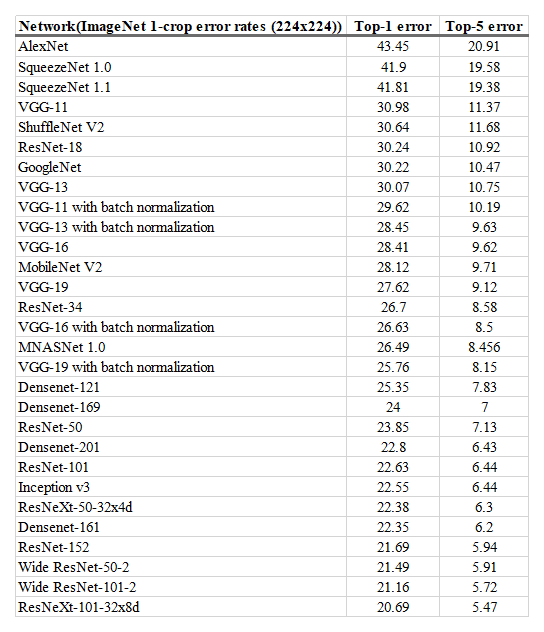 Network(ImageNet 1-crop error rates (224x224)) Top-1 error Top-5 error
AlexNet 43.45 20.91
SqueezeNet 1.0 41.9 19.58
SqueezeNet 1.1 41.81 19.38
VGG-11 30.98 11.37
ShuffleNet V2 30.64 11.68
ResNet-18 30.24 10.92
GoogleNet 30.22 10.47
VGG-13 30.07 10.75
VGG-11 with batch normalization 29.62 10.19
VGG-13 with batch normalization 28.45 9.63
VGG-16 28.41 9.62
MobileNet V2 28.12 9.71
VGG-19 27.62 9.12
ResNet-34 26.7 8.58
VGG-16 with batch normalization 26.63 8.5
MNASNet 1.0 26.49 8.456
VGG-19 with batch normalization 25.76 8.15
Densenet-121 25.35 7.83
Densenet-169 24 7
ResNet-50 23.85 7.13
Densenet-201 22.8 6.43
ResNet-101 22.63 6.44
Inception v3 22.55 6.44
ResNeXt-50-32x4d 22.38 6.3
Densenet-161 22.35 6.2
ResNet-152 21.69 5.94
Wide ResNet-50-2 21.49 5.91
Wide ResNet-101-2 21.16 5.72
ResNeXt-101-32x8d 20.69 5.47